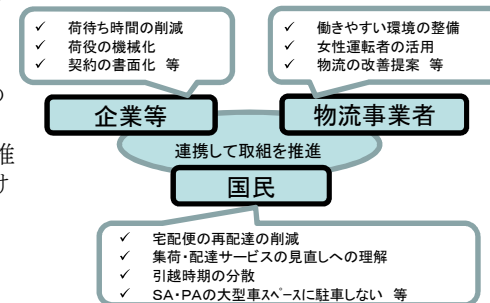 ✓ 荷待ち時間の削減
✓ 荷役の機械化
✓ 契約の書面化 等
✓ 働きやすい環境の整備
✓ 女性運転者の活用
✓ 物流の改善提案 等
企業等
物流事業者
連携して取組を推進
国民
✓ 宅配便の再配達の削減
✓ 集荷・配達サービスの見直しへの理解
✓ 引越時期の分散
✓ SA・PAの大型車スペースに駐車しない 等